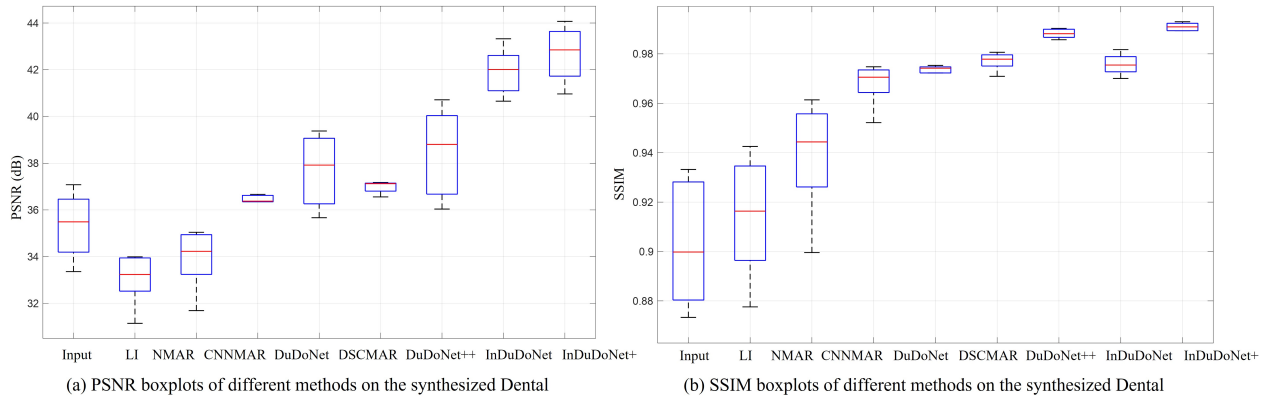 44
42
40
38
36
34
32
PSNR (dB)
Input LI NMAR CNNMAR DuDoNet DSCMAR DuDoNet++ InDuDoNet InDuDoNet+
(a) PSNR boxplots of different methods on the synthesized Dental
0.98
0.96
0.94
0.92
0.9
0.88
SSIM
Input LI NMAR CNNMAR DuDoNet DSCMAR DuDoNet++ InDuDoNet InDuDoNet+
(b) SSIM boxplots of different methods on the synthesized Dental